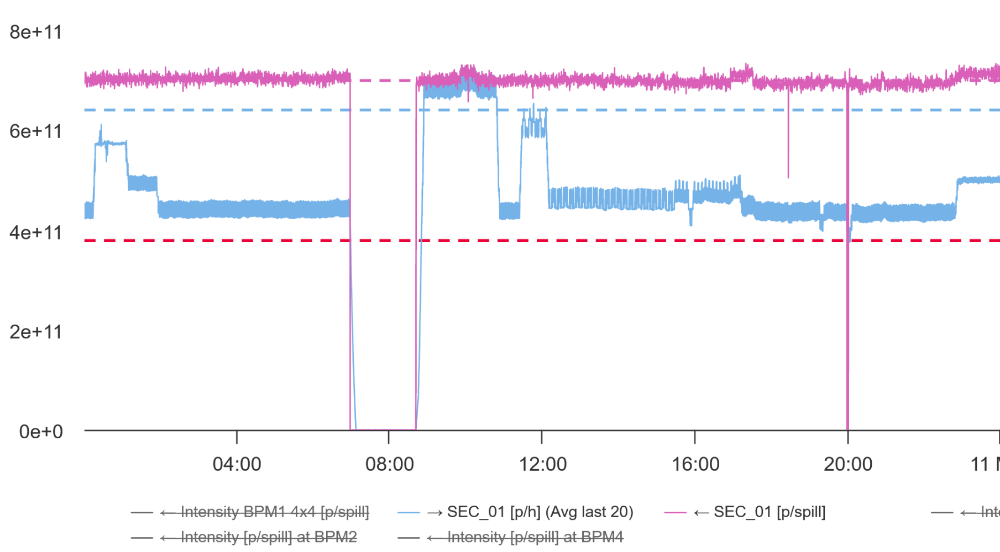 8e+11
6e+11
4e+11
2e+11
0e+0
04:00 08:00 12:00 16:00 20:00 11
← Intensity BPM1 4x4 [p/spill] → SEC_01 [p/h] (Avg last 20) ← SEC_01 [p/spill] ←
← Intensity [p/spill] at BPM2 ← Intensity [p/spill] at BPM4